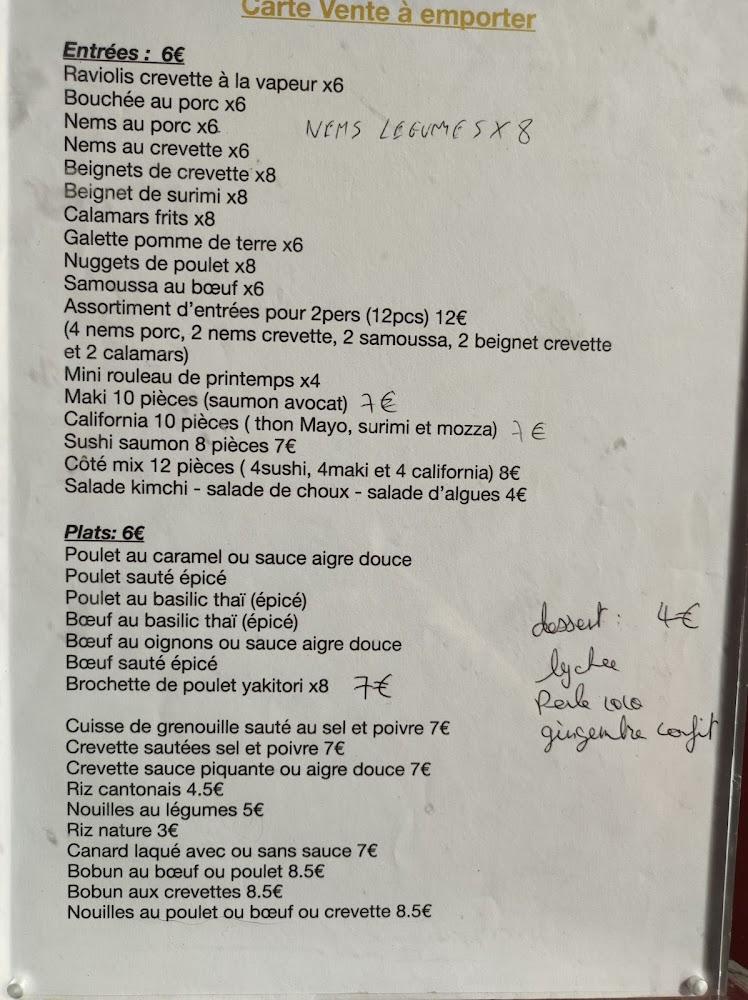 Carte Vente à emporter
Entrées : 6€
Raviolis crevette à la vapeur x6
Bouchée au porc x6
Nems au porc x6
NEMS LEGUMES X 8
Nems au crevette x6
Beignets de crevette x8
Beignet de surimi x8
Calamars frits x8
Galette pomme de terre x6
Nuggets de poulet x8
Samoussa au bœuf x6
Assortiment d'entrées pour 2pers (12pcs) 12€
(4 nems porc, 2 nems crevette, 2 samoussa, 2 beignet crevette
et 2 calamars)
Mini rouleau de printemps x4
Maki 10 pièces (saumon avocat) 7€
California 10 pièces ( thon Mayo, surimi et mozza) 7€
Sushi saumon 8 pièces 7€
Côté mix 12 pièces ( 4sushi, 4maki et 4 california) 8€
Salade kimchi - salade de choux - salade d'algues 4€
Plats: 6€
Poulet au caramel ou sauce aigre douce
Poulet sauté épicé
Poulet au basilic thaï (épicé)
Bœuf au basilic thaï (épicé)
Bœuf au oignons ou sauce aigre douce
Bœuf sauté épicé
Brochette de poulet yakitori x8 7€
Cuisse de grenouille sauté au sel et poivre 7€
Crevette sautées sel et poivre 7€
Crevette sauce piquante ou aigre douce 7€
Riz cantonais 4.5€
Nouilles au légumes 5€
Riz nature 3€
Canard laqué avec ou sans sauce 7€
Bobun au bœuf ou poulet 8.5€
Bobun aux crevettes 8.5€
Nouilles au poulet ou bœuf ou crevette 8.5€
dessert : 4€
lychee
Perle coco
gingembre confit